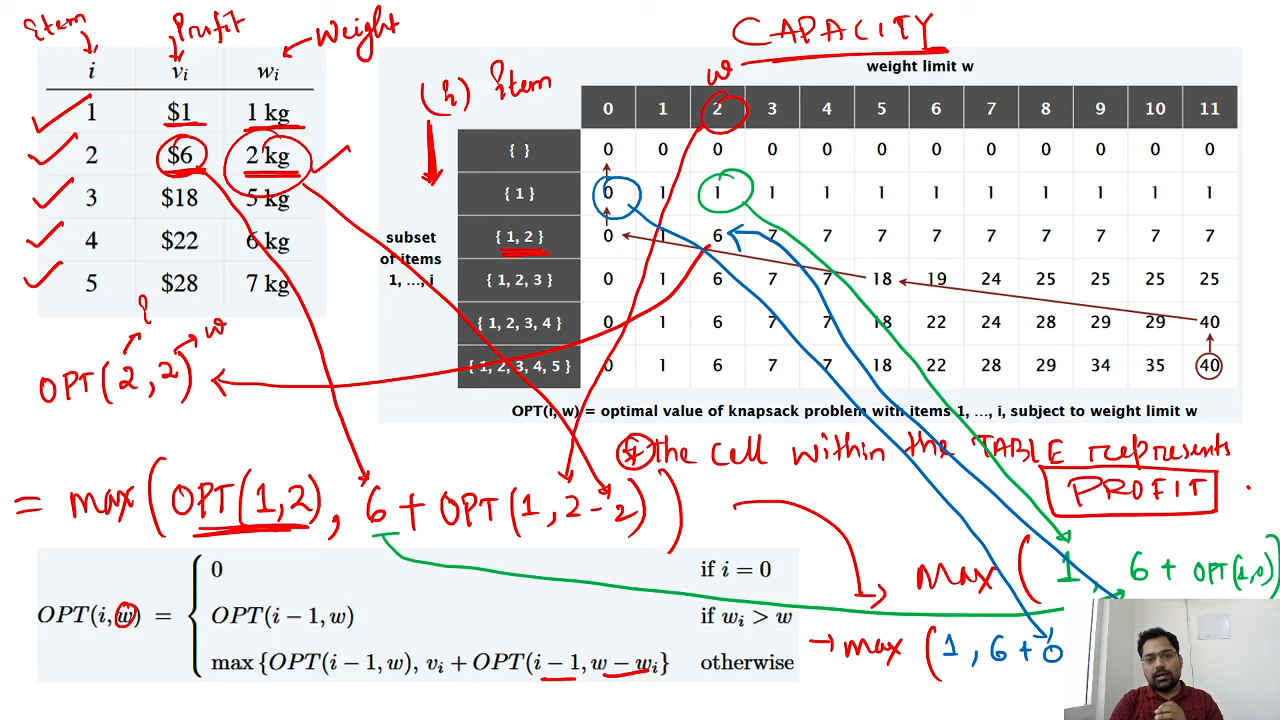 Item Profit Weight
CAPACITY
weight limit w
w
i vi wi
(i) item
0 1 2 3 4 5 6 7 8 9 10 11
1 $1 1 kg
2 $6 2 kg
3 $18 5 kg
4 $22 6 kg
5 $28 7 kg
subset
of items
1, ..., i
{ } 0 0 0 0 0 0 0 0 0 0 0 0
{ 1 } 0 1 1 1 1 1 1 1 1 1 1 1
{ 1, 2 } 0 1 6 7 7 7 7 7 7 7 7 7
{ 1, 2, 3 } 0 1 6 7 7 18 19 24 25 25 25 25
{ 1, 2, 3, 4 } 0 1 6 7 7 18 22 24 28 29 29 40
{ 1, 2, 3, 4, 5 } 0 1 6 7 7 18 22 28 29 34 35 40
i w
OPT(2,2)
OPT(i, w) = optimal value of knapsack problem with items 1, ..., i, subject to weight limit w
the cell within the TABLE represents
PROFIT .
= max(OPT(1,2), 6 + OPT(1,2-2))
max ( 1, 6 + OPT(1,0)
→ max (1, 6 + 0
OPT(i, w) =
0 if i = 0
OPT(i − 1, w) if wi > w
max {OPT(i − 1, w), vi + OPT(i − 1, w − wi} otherwise